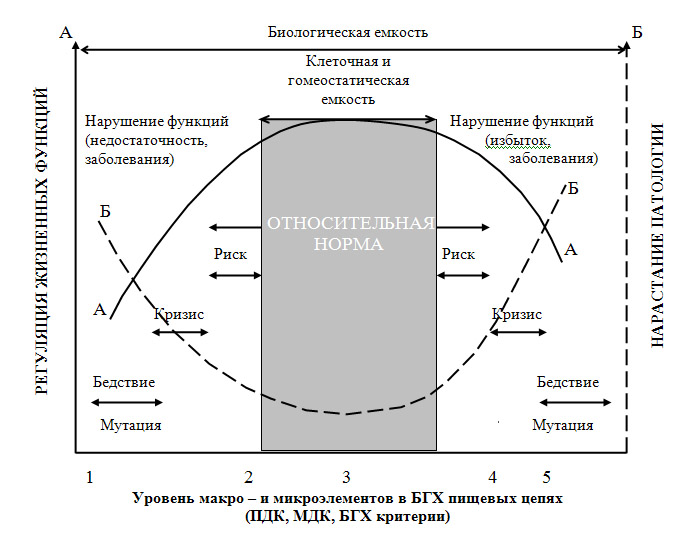 А
Биологическая емкость
Б
Клеточная и
гомеостатическая
емкость
Нарушение функций
(недостаточность,
заболевания)
Нарушение функций
(избыток,
заболевания)
РЕГУЛЯЦИЯ ЖИЗНЕННЫХ ФУНКЦИЙ
НАРАСТАНИЕ ПАТОЛОГИИ
Б
Б
ОТНОСИТЕЛЬНАЯ
НОРМА
Риск
Риск
А
А
Кризис
Кризис
Бедствие
Мутация
Бедствие
Мутация
1 2 3 4 5
Уровень макро – и микроэлементов в БГХ пищевых цепях
(ПДК, МДК, БГХ критерии)